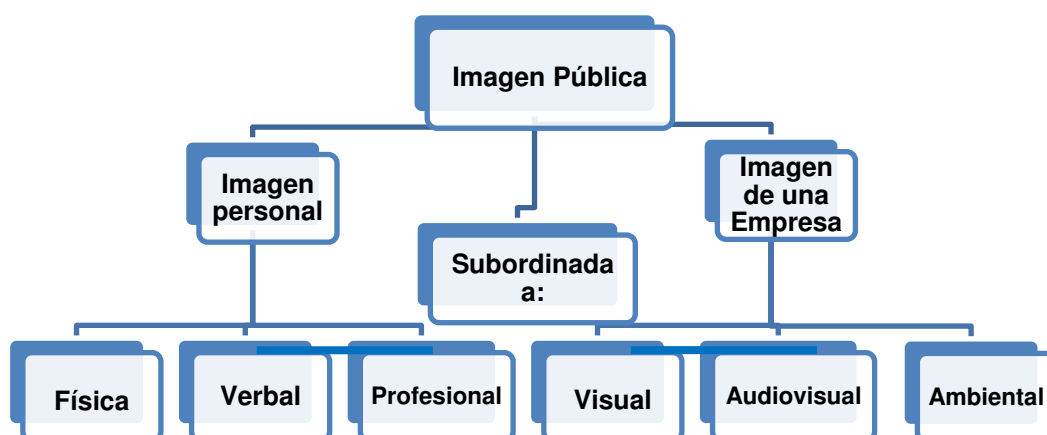 Imagen Pública
Imagen
personal
Imagen
de una
Empresa
Subordinada
a:
Física
Verbal
Profesional
Visual
Audiovisual
Ambiental